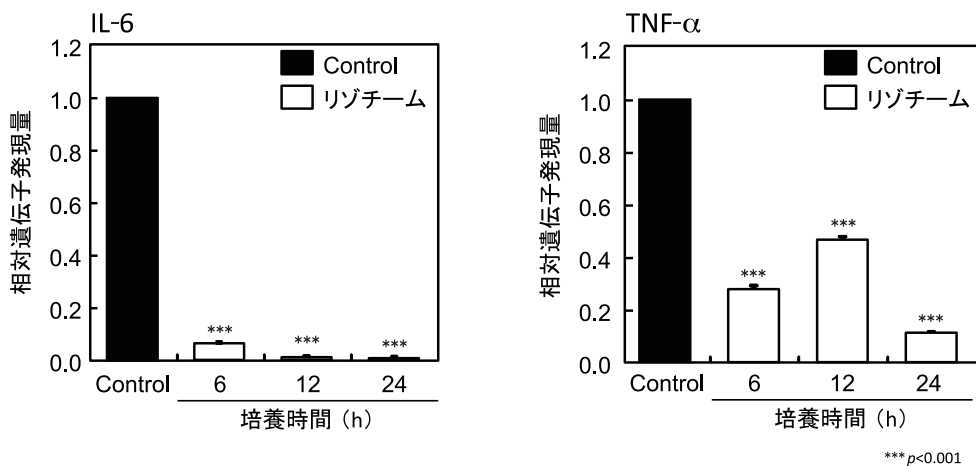 IL-6
相対遺伝子発現量
1.2
1.0
0.8
0.6
0.4
0.2
0.0
Control
リゾチーム
***
***
***
Control
6
12
24
培養時間（h）
TNF-α
相対遺伝子発現量
1.2
1.0
0.8
0.6
0.4
0.2
0.0
Control
リゾチーム
***
***
***
Control
6
12
24
培養時間（h）
*** p<0.001